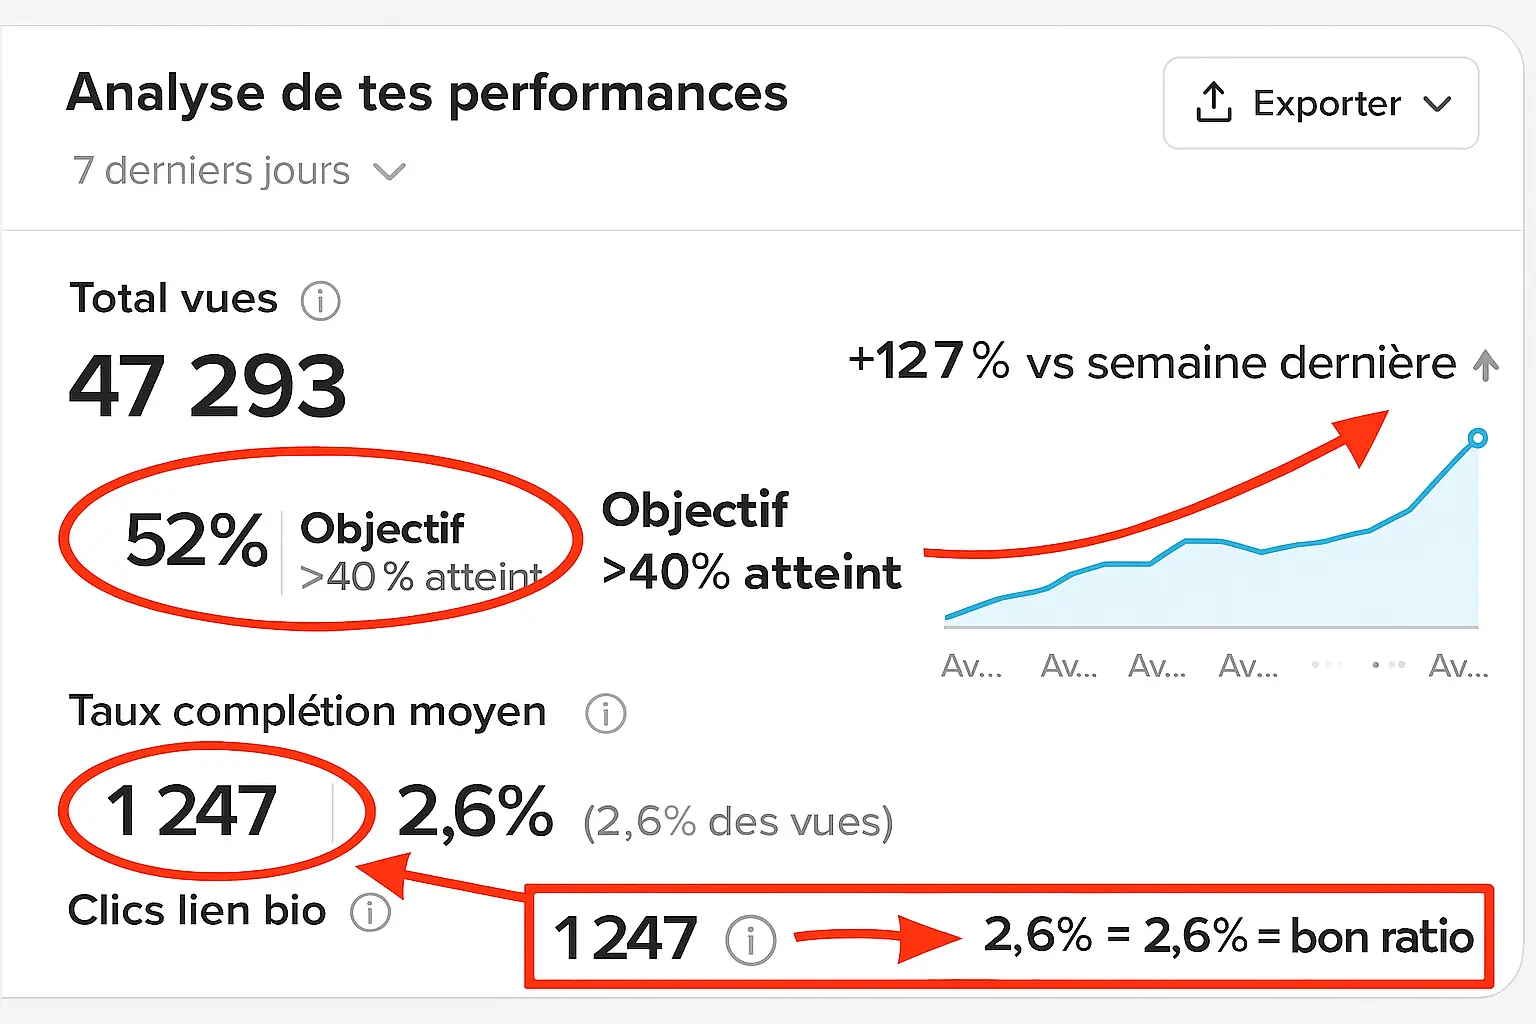 Analyse de tes performances
Exporter
7 derniers jours
Total vues
47 293
+127% vs semaine dernière
52%
Objectif
>40% atteint
Objectif
>40% atteint
Av... Av... Av... Av... Av...
Taux complétion moyen
1 247
2,6% (2,6% des vues)
Clics lien bio
1 247 2,6% = 2,6% = bon ratio